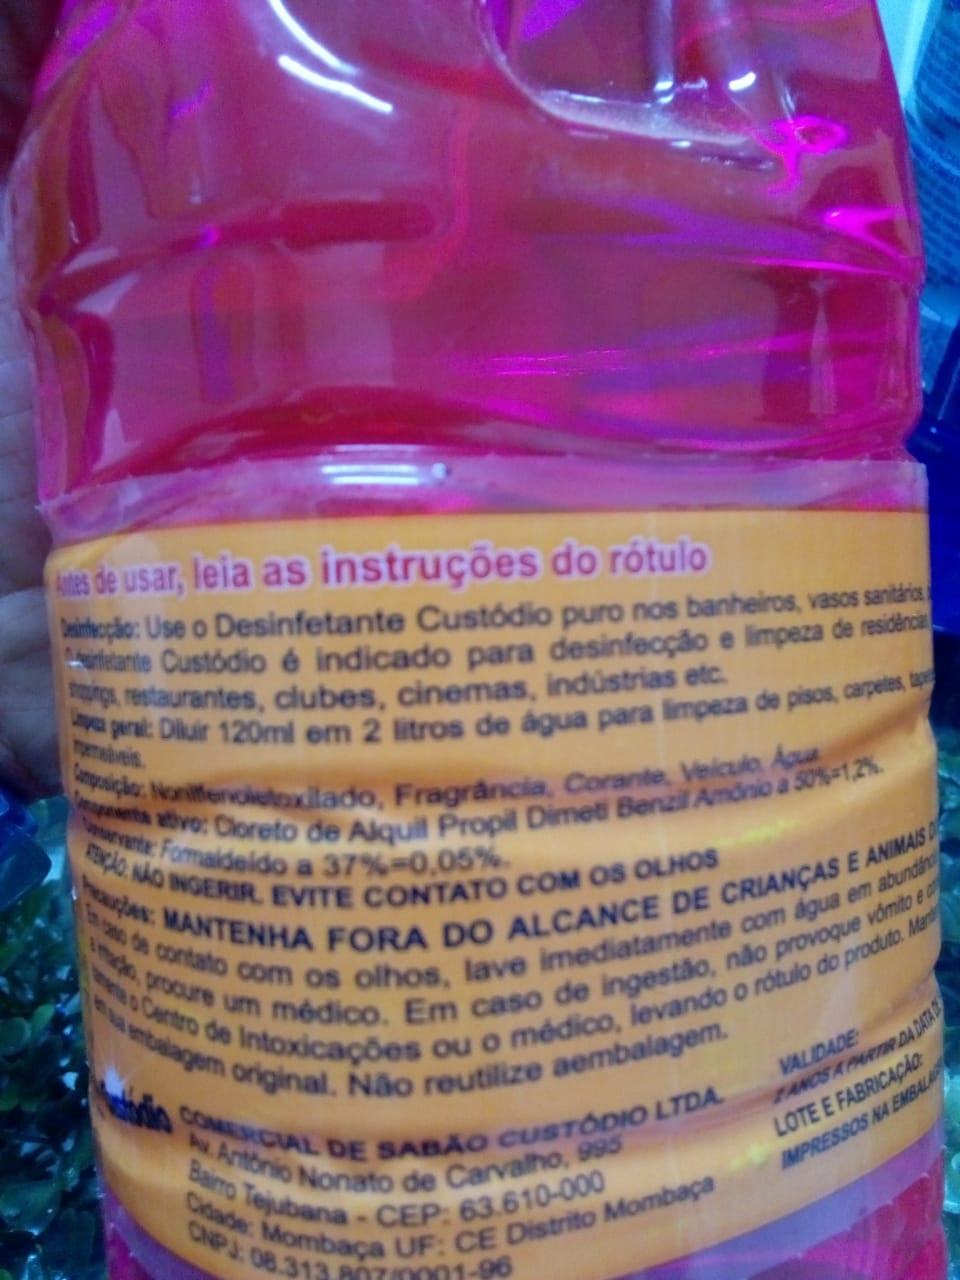 Antes de usar, leia as instruções do rótulo
Desinfecção: Use o Desinfetante Custódio puro nos banheiros, vasos sanitários,
O desinfetante Custódio é indicado para desinfecção e limpeza de residências,
shoppings, restaurantes, clubes, cinemas, indústrias etc.
Limpeza geral: Diluir 120ml em 2 litros de água para limpeza de pisos, carpetes,
impermeáveis.
Composição: Nonilfenoletoxilado, Fragrância, Corante, Veículo, Água.
Componente ativo: Cloreto de Alquil Propil Dimetil Benzil Amônio a 50%=1,2%.
Conservante: Formaldeído a 37%=0,05%.
ATENÇÃO: NÃO INGERIR. EVITE CONTATO COM OS OLHOS
Precauções: MANTENHA FORA DO ALCANCE DE CRIANÇAS E ANIMAIS
Em caso de contato com os olhos, lave imediatamente com água em
a irritação, procure um médico. Em caso de ingestão, não provoque vômito e
o Centro de Intoxicações ou o médico, levando o rótulo do produto.
em sua embalagem original. Não reutilize aembalagem.
Custódio
COMERCIAL DE SABÃO CUSTÓDIO LTDA.
Av. Antônio Nonato de Carvalho, 995
Bairro Tejubana - CEP: 63.610-000
Cidade: Mombaça UF: CE Distrito Mombaça
CNPJ: 08.313.807/0001-96
VALIDADE:
2 ANOS A PARTIR DA DATA DE
LOTE E FABRICAÇÃO:
IMPRESSOS NA